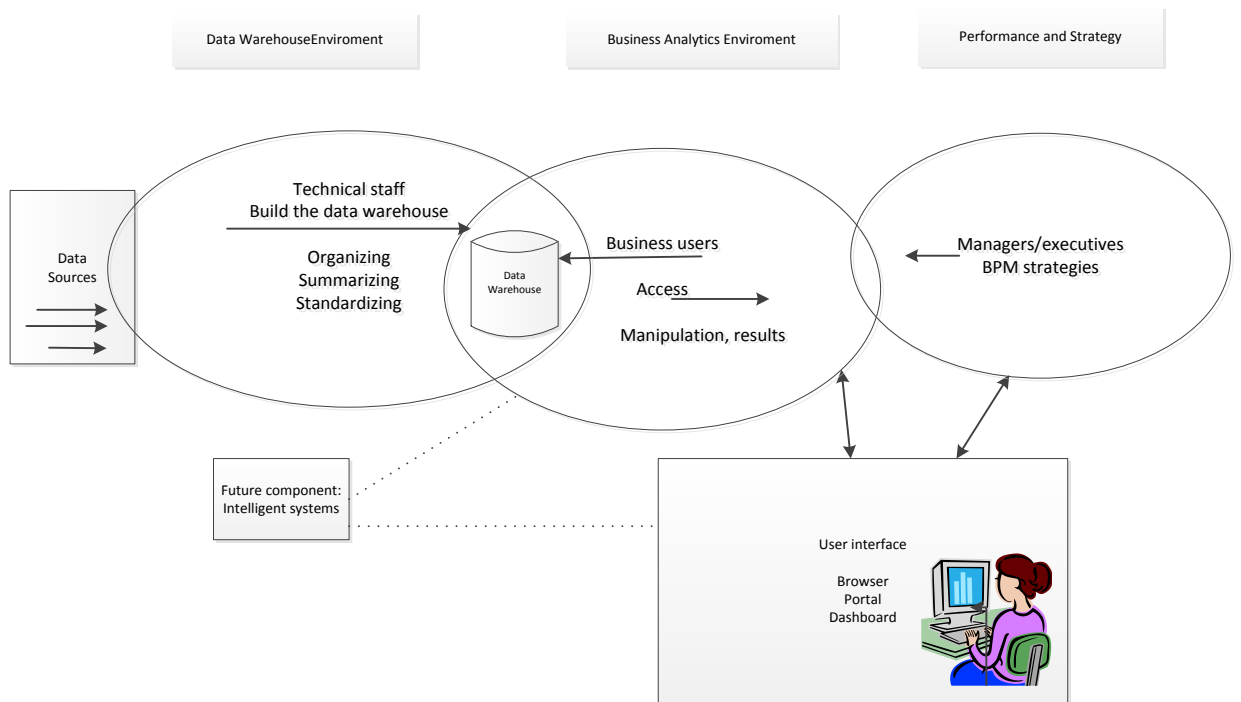 Data WarehouseEnviroment
Business Analytics Enviroment
Performance and Strategy
Data
Sources
Technical staff
Build the data warehouse
Organizing
Summarizing
Standardizing
Data
Warehouse
Business users
Access
Manipulation, results
Managers/executives
BPM strategies
Future component:
Intelligent systems
User interface
Browser
Portal
Dashboard